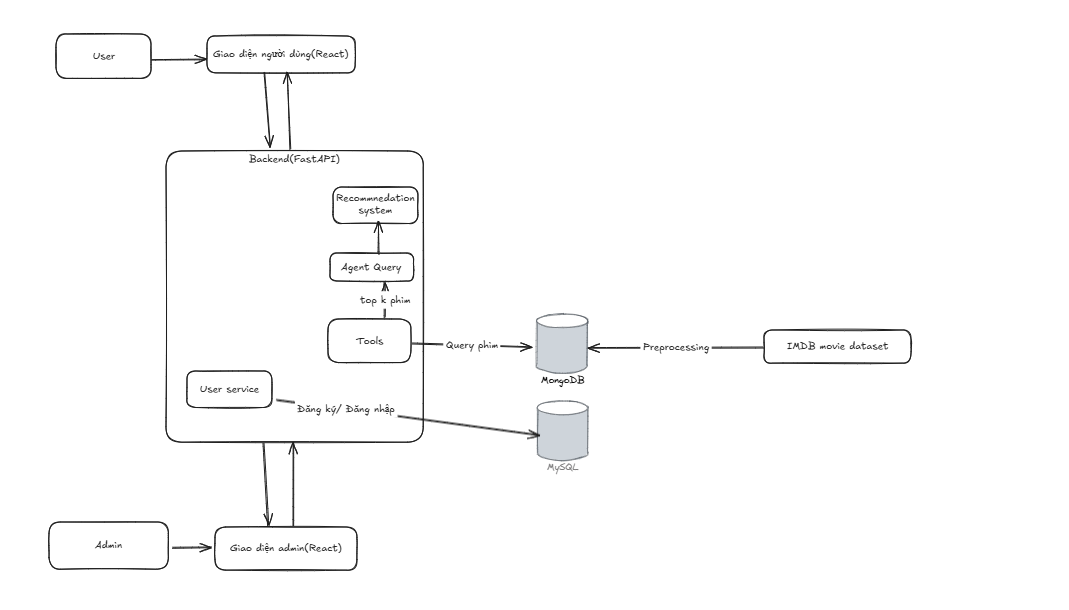 User
Giao diện người dùng(React)
Backend(FastAPI)
Recommnedation
system
Agent Query
top k phim
Tools
Query phim
MongoDB
Preprocessing
IMDB movie dataset
User service
Đăng ký/ Đăng nhập
MySQL
Admin
Giao diện admin(React)